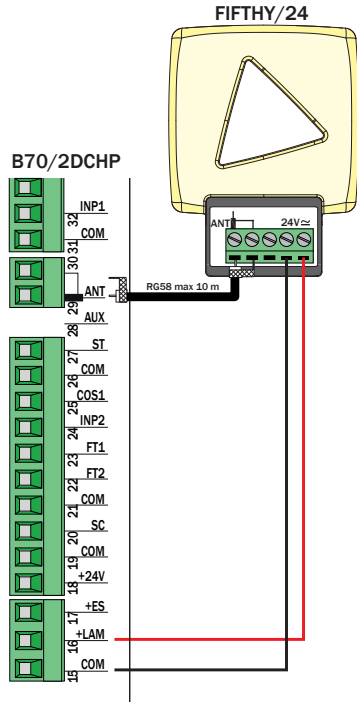 FIFTHY/24
B70/2DCHP
ANT
24V≃
32 INP1
31 COM
30
29 ANT
RG58 max 10 m
28 AUX
27 ST
26 COM
25 COS1
24 INP2
23 FT1
22 FT2
21 COM
20 SC
19 COM
18 +24V
17 +ES
16 +LAM
15 COM